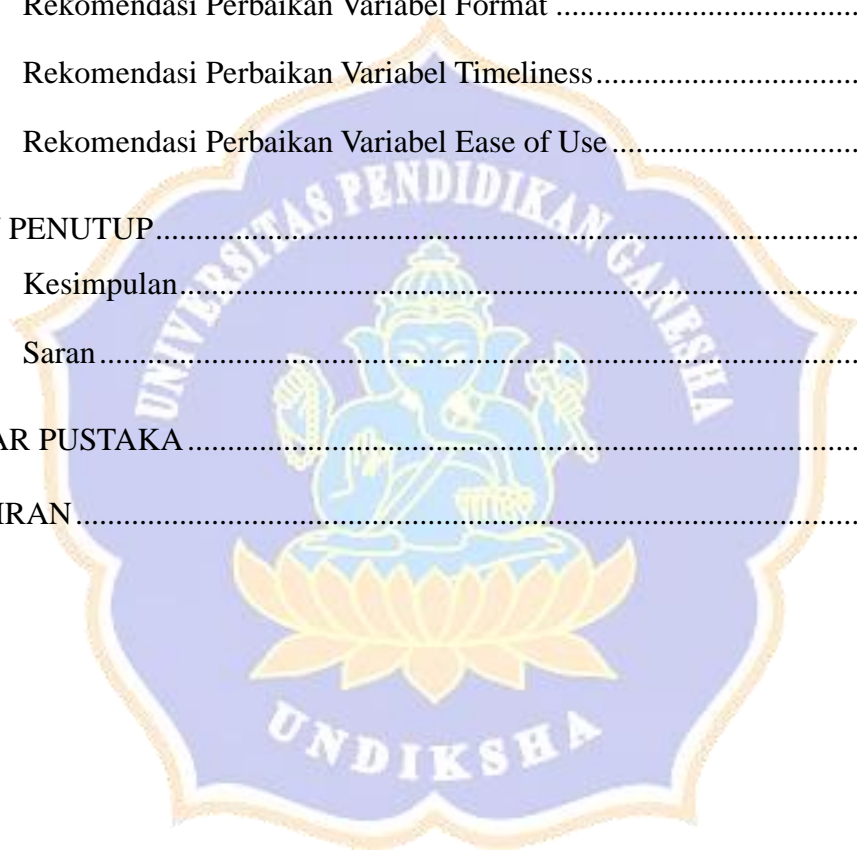 Rekomendasi Perbaikan Variabel Format ........................................
Rekomendasi Perbaikan Variabel Timeliness...................................
Rekomendasi Perbaikan Variabel Ease of Use.................................
PENUTUP...............................................................................................
Kesimpulan............................................................................................
Saran.......................................................................................................
AR PUSTAKA..........................................................................................
IRAN.........................................................................................................
UNIVERSITAS PENDIDIKAN GANESHA
UNDIKSHA